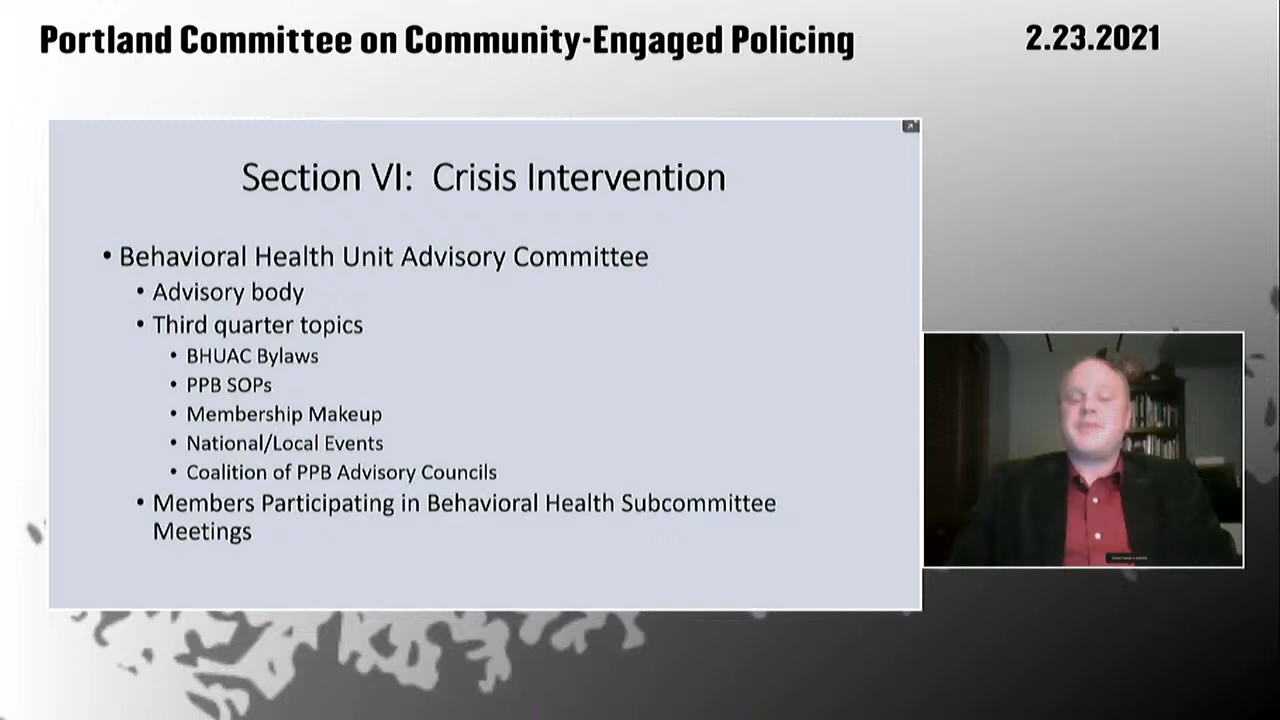 Portland Committee on Community-Engaged Policing
2.23.2021
Section VI: Crisis Intervention
• Behavioral Health Unit Advisory Committee
• Advisory body
• Third quarter topics
• BHUAC Bylaws
• PPB SOPs
• Membership Makeup
• National/Local Events
• Coalition of PPB Advisory Councils
• Members Participating in Behavioral Health Subcommittee
Meetings